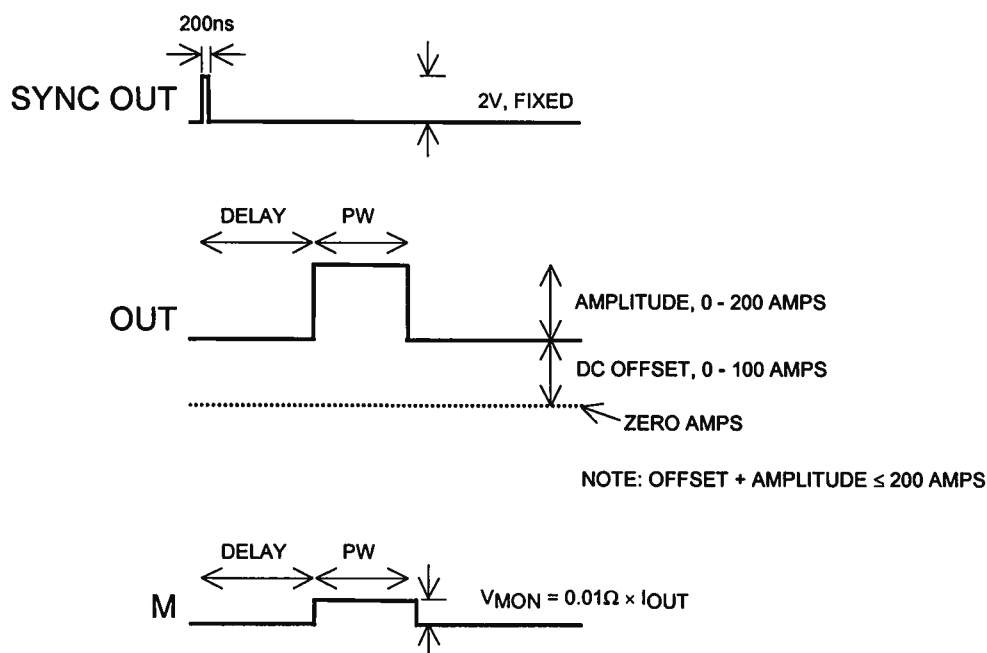 200ns
SYNC OUT
2V, FIXED
DELAY PW
OUT
AMPLITUDE, 0 - 200 AMPS
DC OFFSET, 0 - 100 AMPS
ZERO AMPS
NOTE: OFFSET + AMPLITUDE ≤ 200 AMPS
DELAY PW
M
VMON = 0.01Ω × IOUT